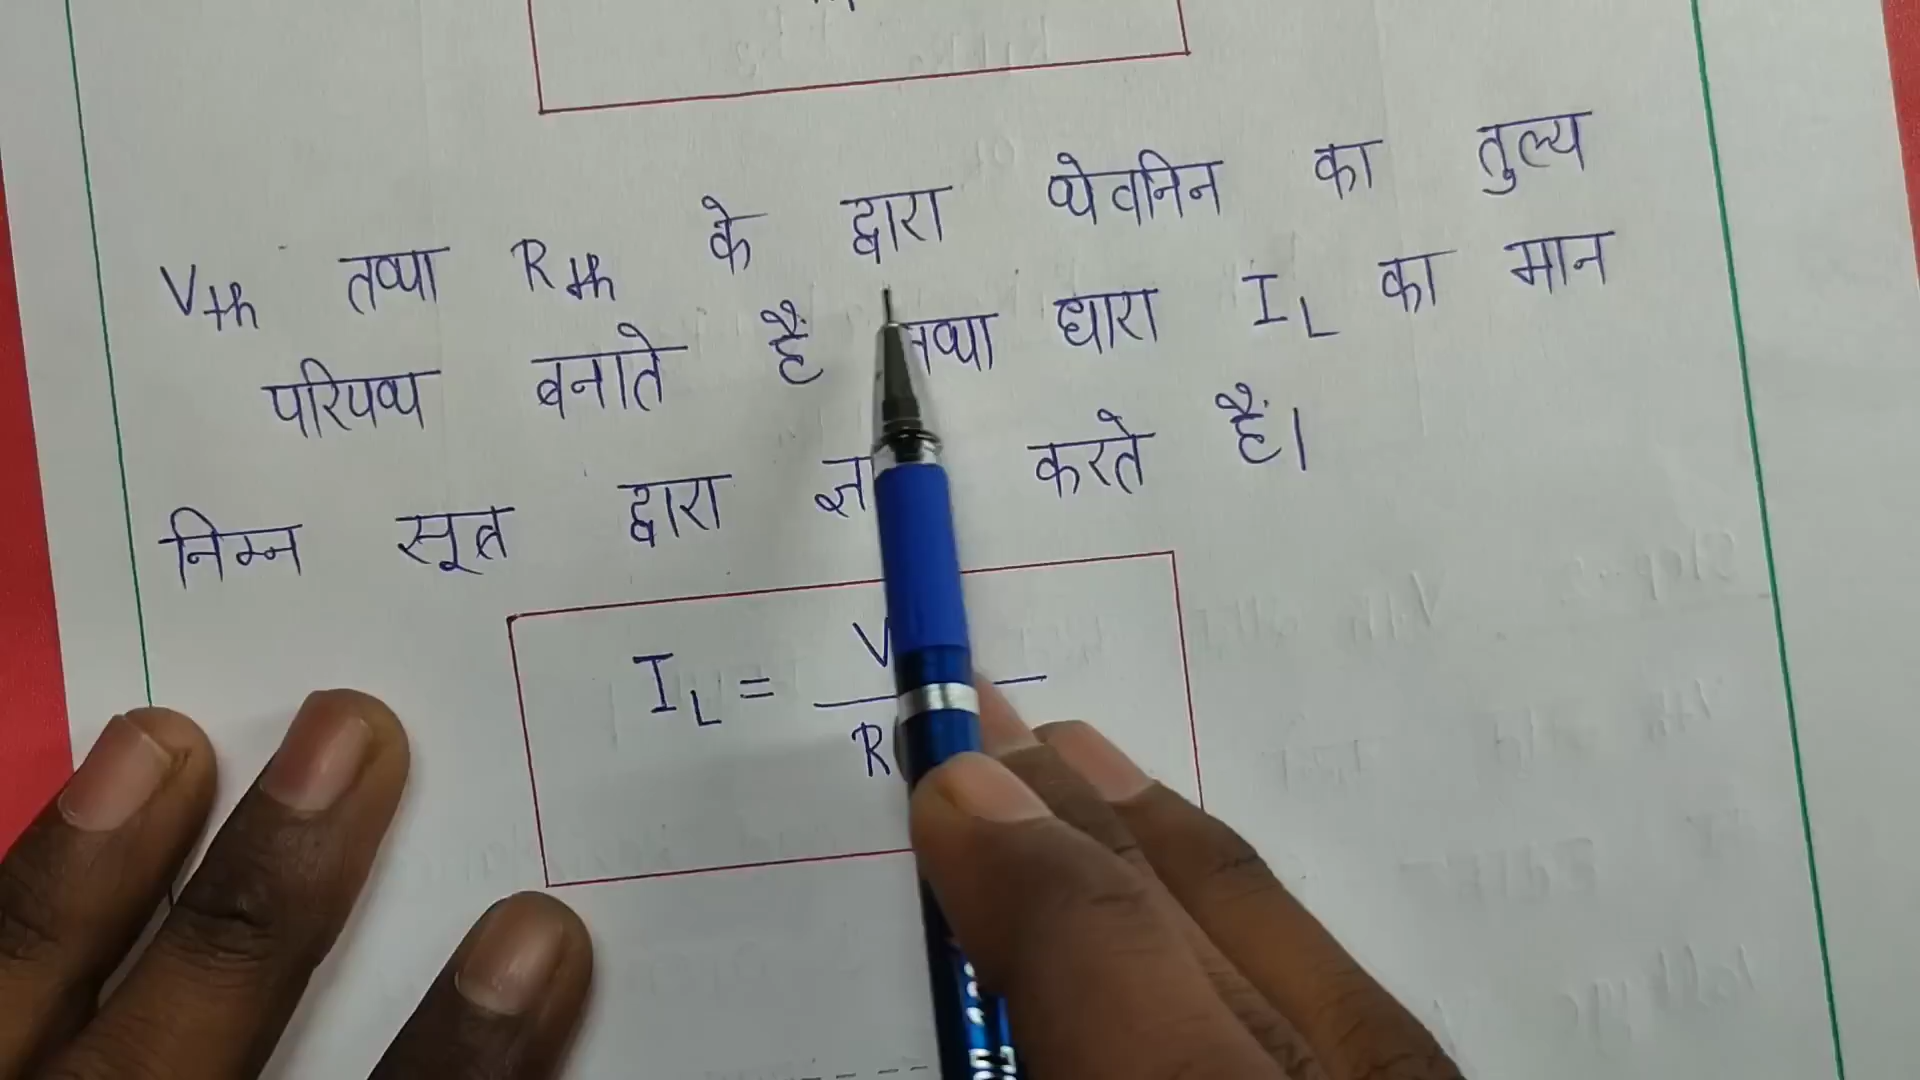 Vth तथा Rth के द्वारा थेवनिन का तुल्य
परिपथ बनाते हैं तथा धारा IL का मान
निम्न सूत्र द्वारा करते हैं।
IL = V
R